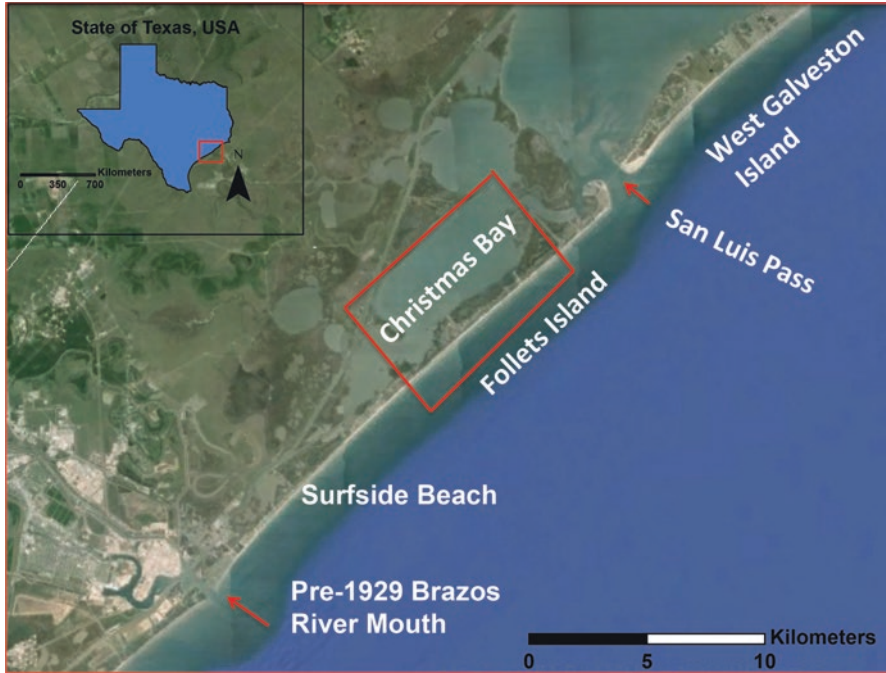 State of Texas, USA
N
Kilometers
0 350 700
West Galveston
Island
San Luis Pass
Christmas Bay
Follets Island
Surfside Beach
Pre-1929 Brazos
River Mouth
Kilometers
0 5 10